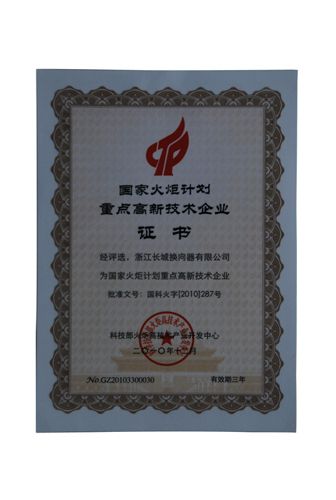 CTP
国家火炬计划
重点高新技术企业
证书
经评选，浙江长城换向器有限公司
为国家火炬计划重点高新技术企业
批准文号：国科火字[2010]287号
科技部火炬高技术产业开发中心
二〇一〇年十二月
No.GZ20103300030
有效期三年